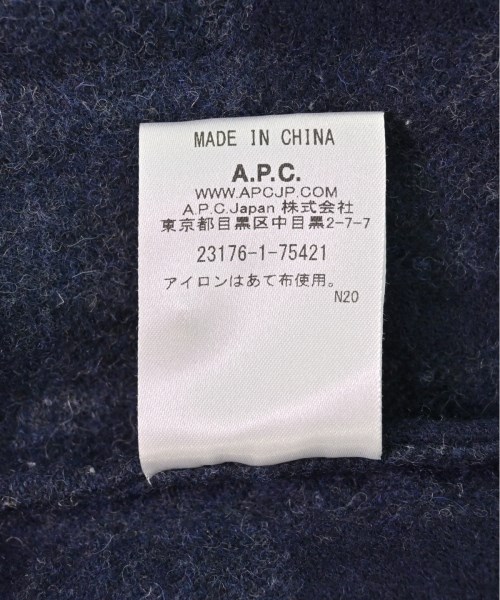 MADE IN CHINA
A.P.C.
WWW.APCJP.COM
A.P.C.Japan 株式会社
東京都目黒区中目黒2-7-7
23176-1-75421
アイロンはあて布使用。
N20